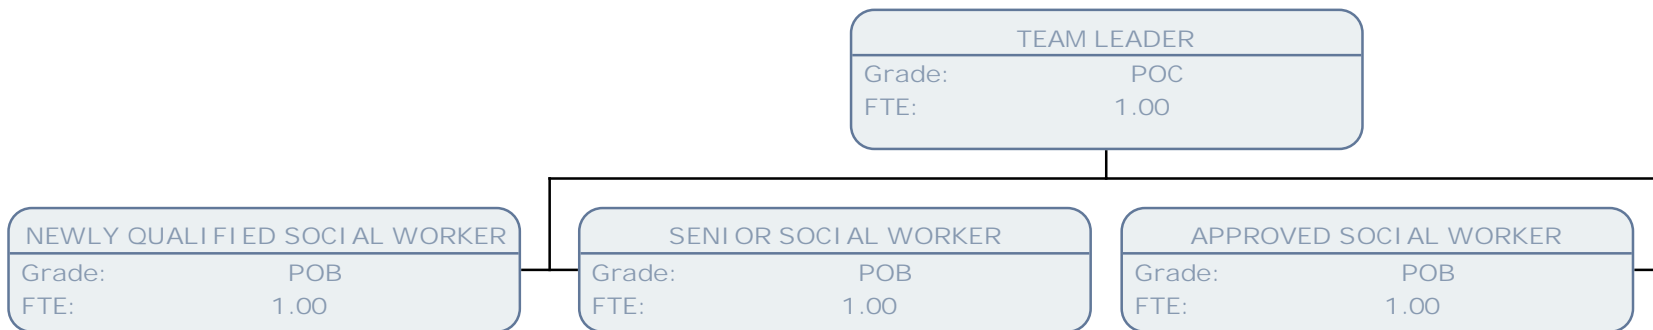 TEAM LEADER
Grade: POC
FTE: 1.00
NEWLY QUALIFIED SOCIAL WORKER
Grade: POB
FTE: 1.00
SENIOR SOCIAL WORKER
Grade: POB
FTE: 1.00
APPROVED SOCIAL WORKER
Grade: POB
FTE: 1.00